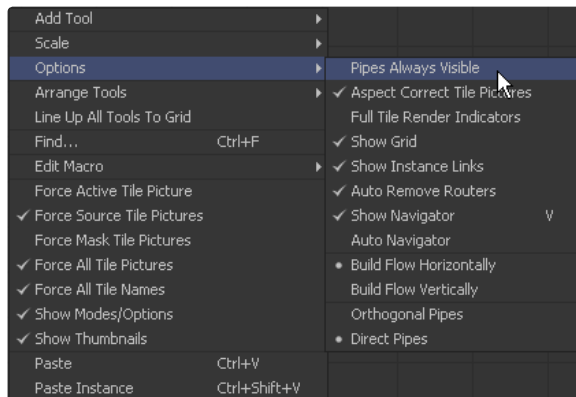 Add Tool
Scale
Options
Arrange Tools
Line Up All Tools To Grid
Find... Ctrl+F
Edit Macro
Force Active Tile Picture
Force Source Tile Pictures
Force Mask Tile Pictures
Force All Tile Pictures
Force All Tile Names
Show Modes/Options
Show Thumbnails
Paste Ctrl+V
Paste Instance Ctrl+Shift+V
Pipes Always Visible
Aspect Correct Tile Pictures
Full Tile Render Indicators
Show Grid
Show Instance Links
Auto Remove Routers
Show Navigator V
Auto Navigator
Build Flow Horizontally
Build Flow Vertically
Orthogonal Pipes
Direct Pipes